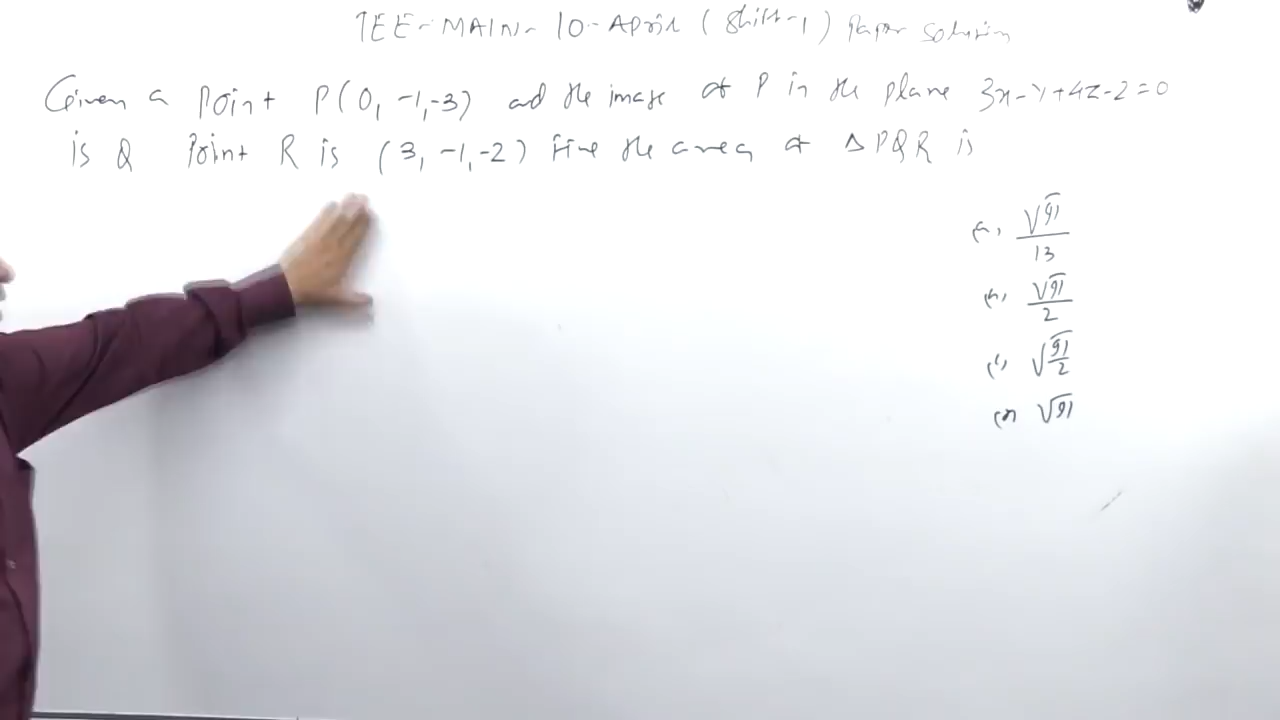 JEE-MAIN- 10-April (Shift-1) Paper Solution
Given a Point P(0, -1,-3) and the image of P in the plane 3x-y+4z-2=0
is Q Point R is (3, -1,-2) Find the area of Δ PQR is
(a) √91/13
(b) √91/2
(c) √(91/2)
(d) √91